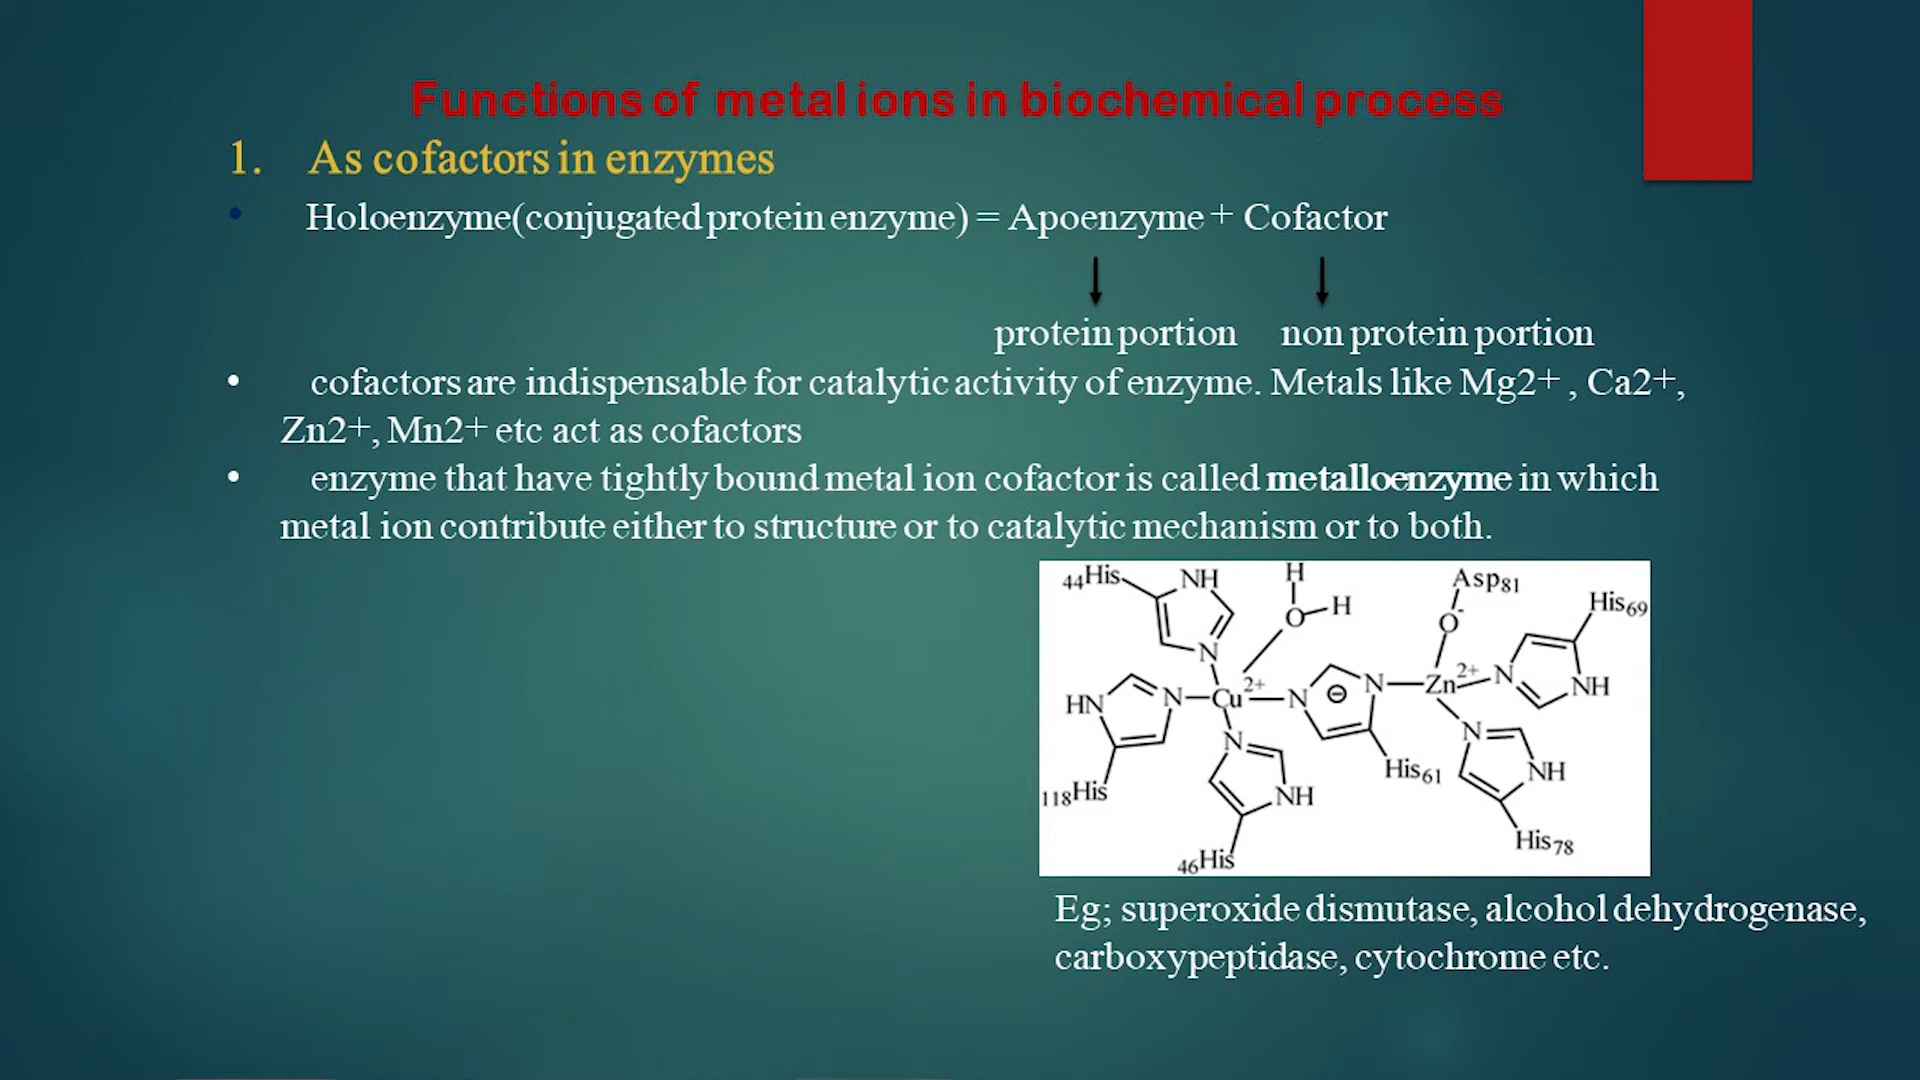 Functions of metal ions in biochemical process
1. As cofactors in enzymes
• Holoenzyme(conjugated protein enzyme) = Apoenzyme + Cofactor
protein portion non protein portion
• cofactors are indispensable for catalytic activity of enzyme. Metals like Mg2+ , Ca2+,
Zn2+, Mn2+ etc act as cofactors
• enzyme that have tightly bound metal ion cofactor is called metalloenzyme in which
metal ion contribute either to structure or to catalytic mechanism or to both.
44His NH H Asp81
O H O- His69
N
HN N Cu2+ N ⊖ N Zn2+ N NH
N N
118His NH His61 NH
46His His78
Eg; superoxide dismutase, alcohol dehydrogenase,
carboxypeptidase, cytochrome etc.